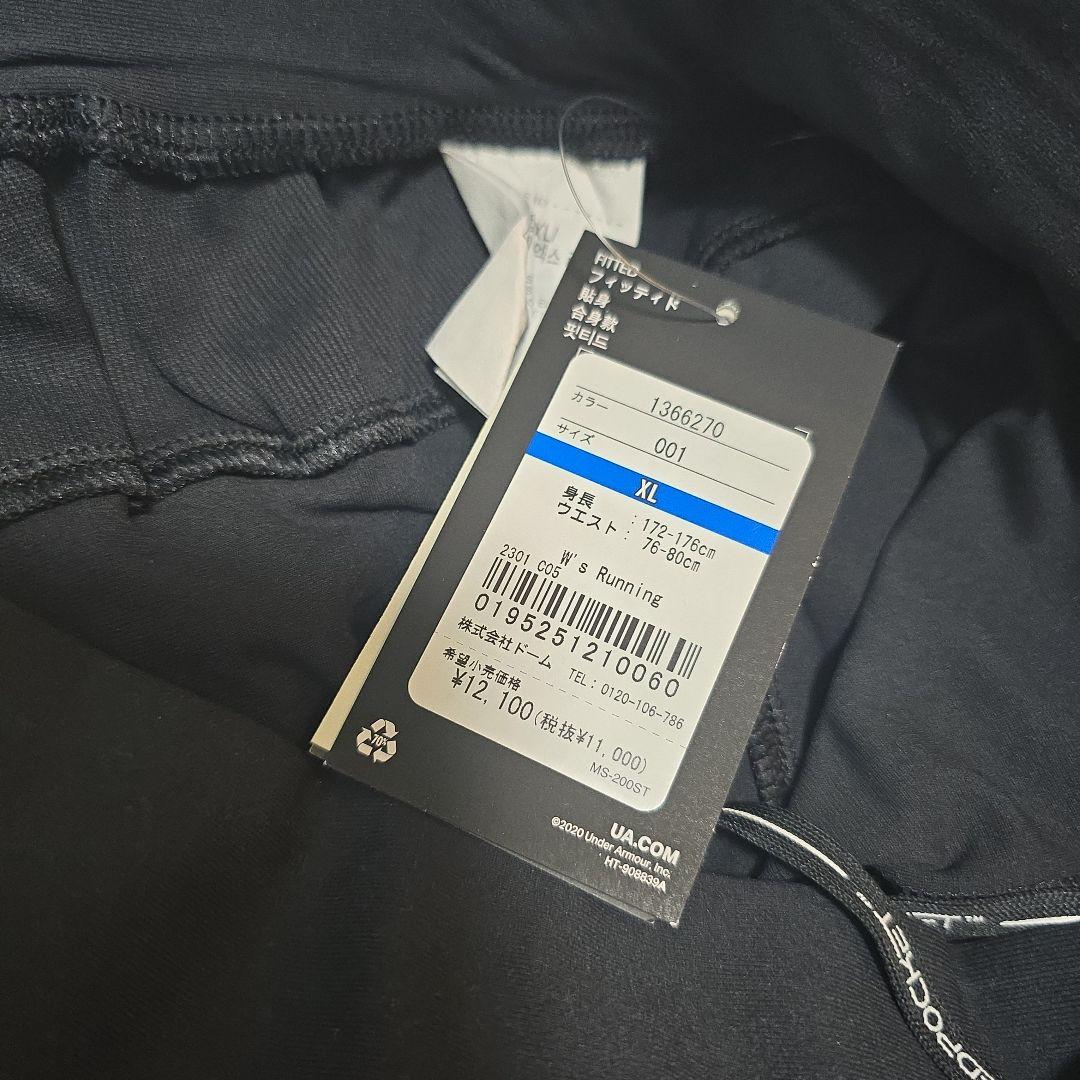 FITTED
フィッティド
貼身
合身款
핏티드
1366270
カラー 001
サイズ
XL
身長 : 172-176cm
ウエスト : 76-80cm
W's Running
2301 C05
0195251210060
株式会社ドーム TEL: 0120-106-786
希望小売価格
¥12,100(税抜¥11,000)
MS-200ST
UA.COM
©2020 Under Armour, Inc.
HT-908839A